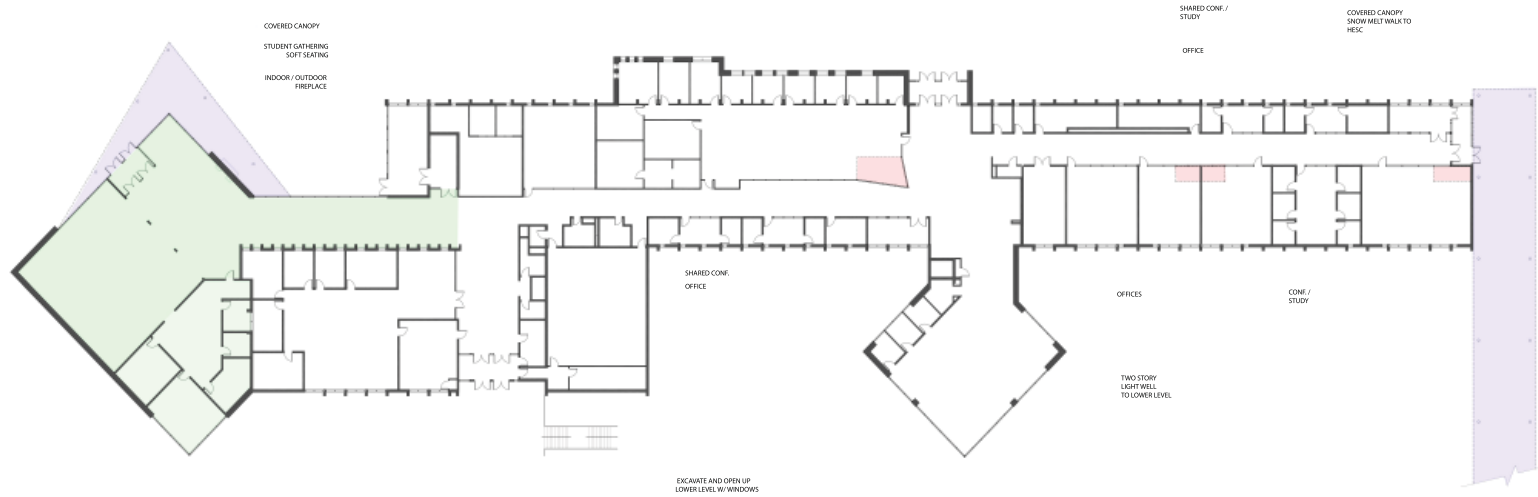 COVERED CANOPY
STUDENT GATHERING
SOFT SEATING
INDOOR / OUTDOOR
FIREPLACE
SHARED CONF. /
STUDY
OFFICE
COVERED CANOPY
SNOW MELT WALK TO
HESC
SHARED CONF.
OFFICE
OFFICES
CONF. /
STUDY
TWO STORY
LIGHT WELL
TO LOWER LEVEL
EXCAVATE AND OPEN UP
LOWER LEVEL W/ WINDOWS